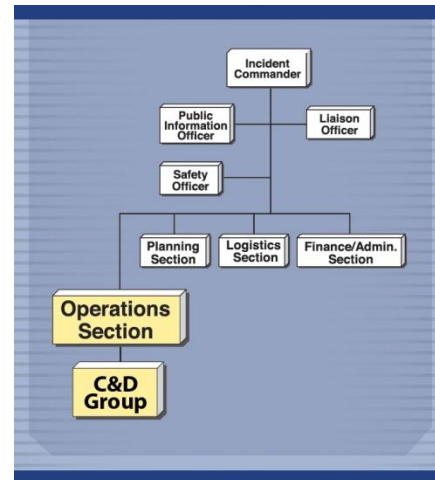 Incident
Commander
Public
Information
Officer
Liaison
Officer
Safety
Officer
Planning
Section
Logistics
Section
Finance/Admin.
Section
Operations
Section
C&D
Group